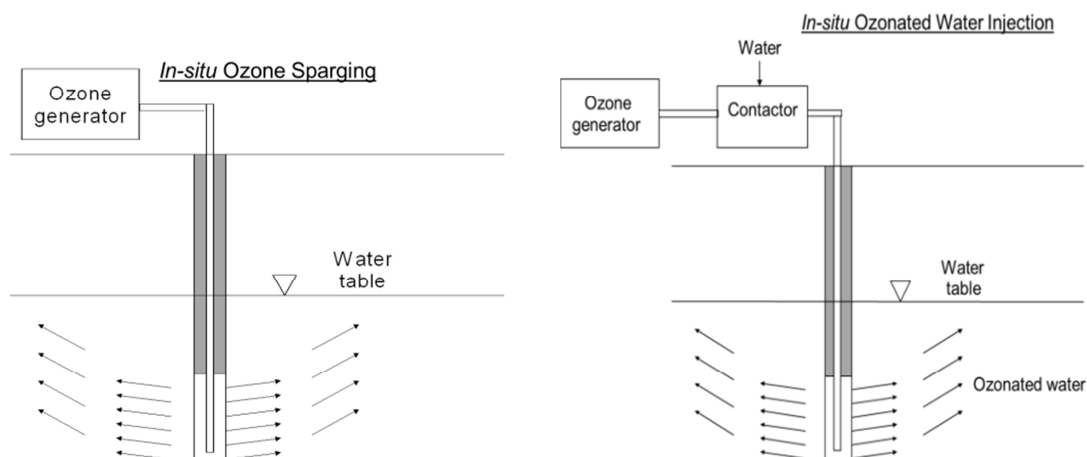 In-situ Ozone Sparging
Ozone
generator
Water
table
In-situ Ozonated Water Injection
Water
Ozone
generator
Contactor
Water
table
Ozonated water